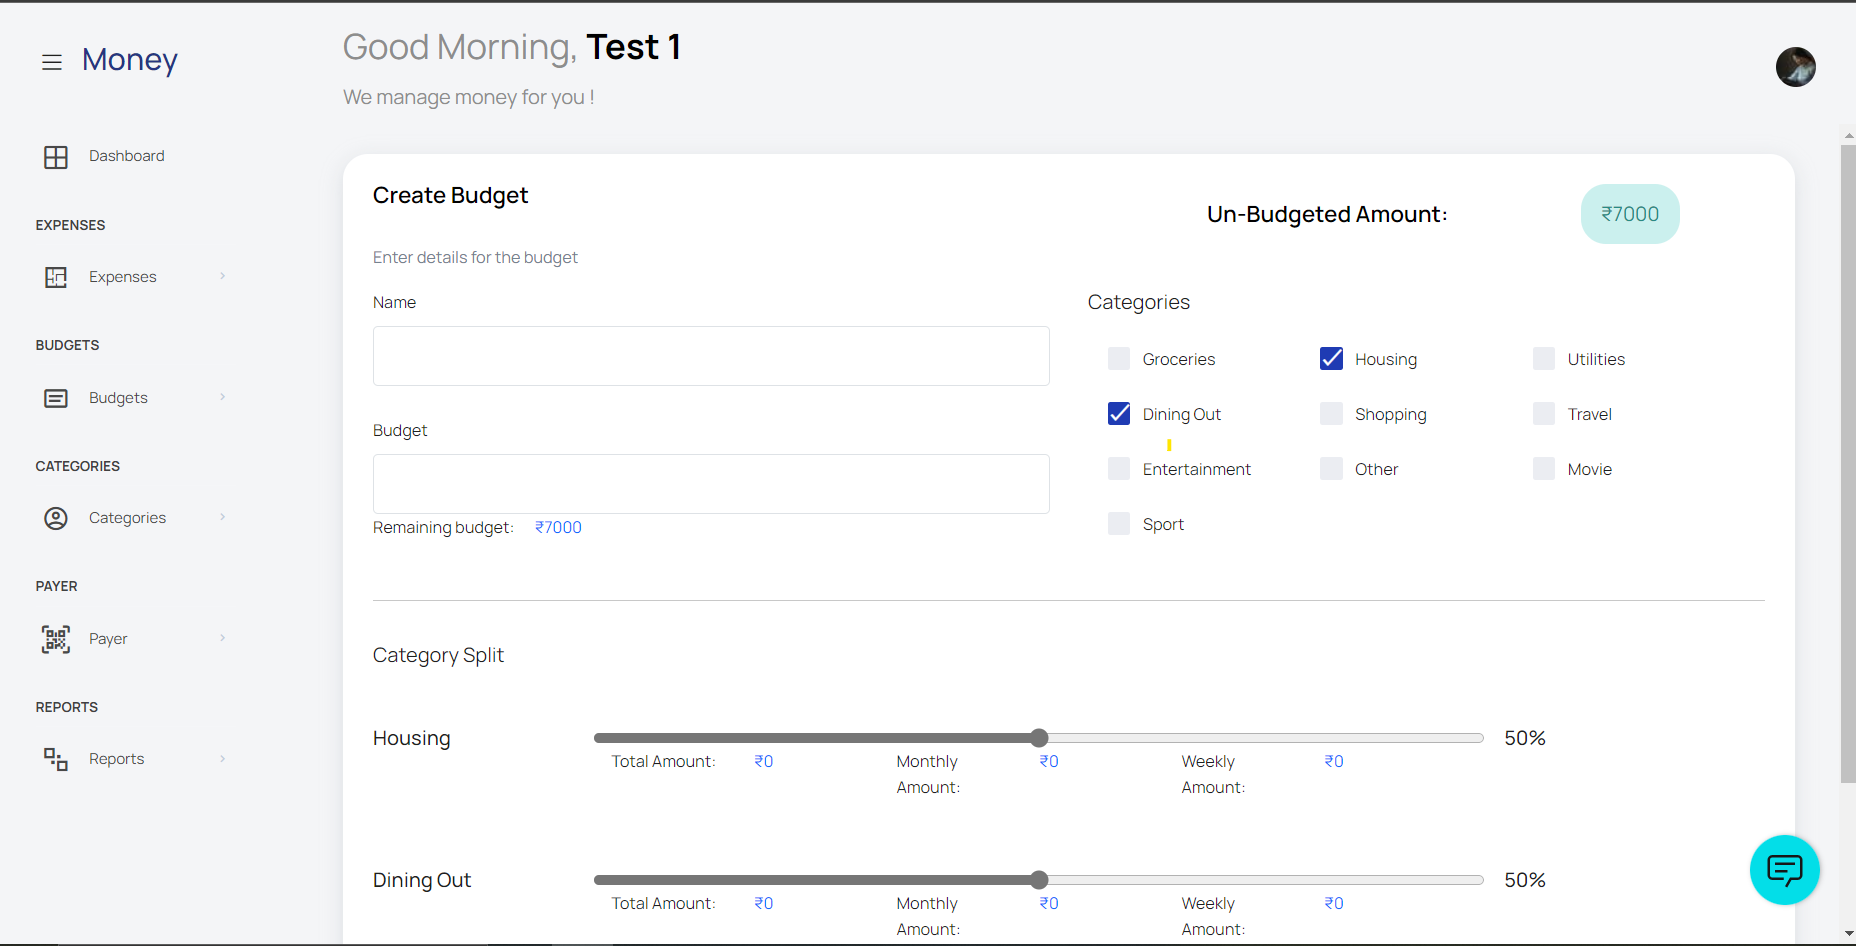 Money
Good Morning, Test 1
We manage money for you !
Dashboard
EXPENSES
Expenses
BUDGETS
Budgets
CATEGORIES
Categories
PAYER
Payer
REPORTS
Reports
Create Budget
Un-Budgeted Amount:
₹7000
Enter details for the budget
Name
Budget
Remaining budget: ₹7000
Categories
Groceries
Housing
Utilities
Dining Out
Shopping
Travel
Entertainment
Other
Movie
Sport
Category Split
Housing
50%
Total Amount: ₹0
Monthly
Amount:
₹0
Weekly
Amount:
₹0
Dining Out
50%
Total Amount: ₹0
Monthly
Amount:
₹0
Weekly
Amount:
₹0